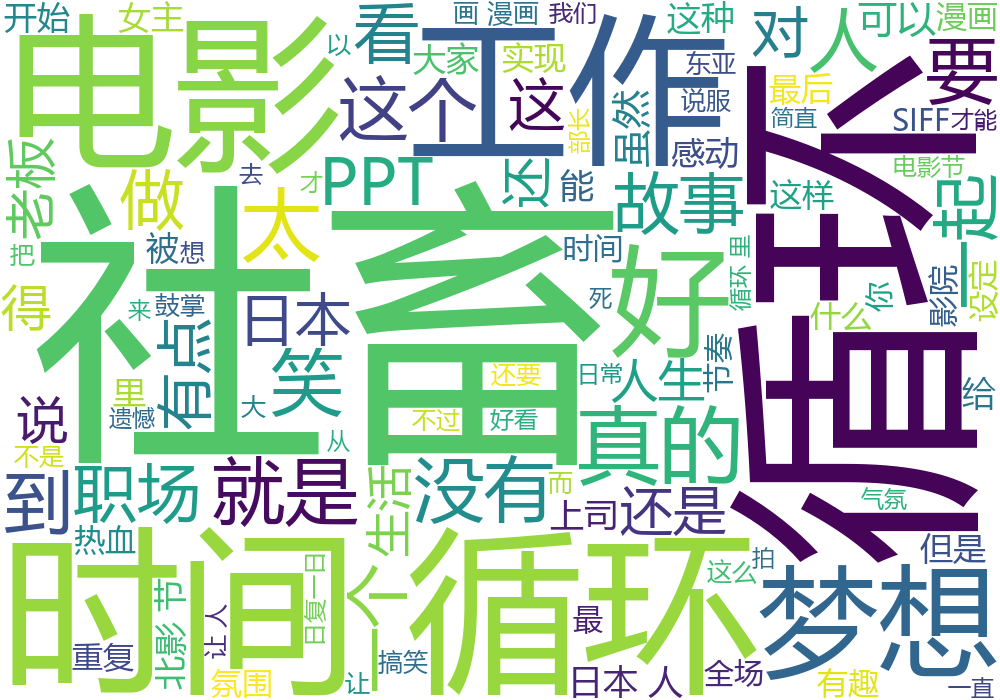 开始
女主
以
画 漫画
我们
这种
可以
漫画
电影
看
大家
实现
工作
对
人
东亚
要
这个
这
部长
虽然
说服
最后
简直
SIFF
才能
感动
电影节
老板
做
去
才
太
PPT
还
能
故事
这样
一起
循环
社畜
把
被
想
时间
好
循环 里
你
影院
设定
得
来
鼓掌
日本
死
什么
有点
笑
还要
日常
人生
节奏
里
遗憾
大
给
说
不过
好看
真的
不是
从
到
职场
就是
生活
没有
而
上司
还是
气氛
热血
但是
时间循环
日复一日
一个
这么
拍
梦想
北影 节
让 人
最
重复
搞笑
氛围
让
日本 人
全场
有趣
一直